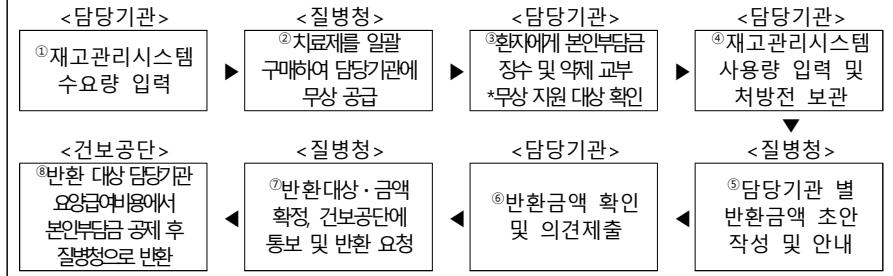 <담당기관>
①재고관리시스템
수요량 입력
▶
<질병청>
②치료제를 일괄
구매하여 담당기관에
무상 공급
▶
<담당기관>
③환자에게 본인부담금
징수 및 약제 교부
*무상 지원 대상 확인
▶
<담당기관>
④재고관리시스템
사용량 입력 및
처방전 보관
▼
<질병청>
⑤담당기관 별
반환금액 초안
작성 및 안내
◀
<담당기관>
⑥반환금액 확인
및 의견제출
◀
<질병청>
⑦반환대상·금액
확정, 건보공단에
통보 및 반환 요청
◀
<건보공단>
⑧반환 대상 담당기관
요양급여비용에서
본인부담금 공제 후
질병청으로 반환